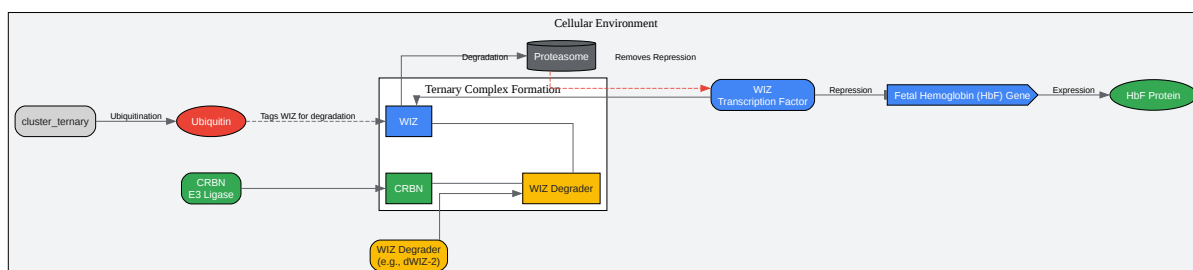 Cellular Environment
Degradation
Proteasome
Removes Repression
Ternary Complex Formation
WIZ
Transcription Factor
Repression
Fetal Hemoglobin (HbF) Gene
Expression
HbF Protein
cluster_ternary
Ubiquitination
Ubiquitin
Tags WIZ for degradation
WIZ
CRBN
E3 Ligase
CRBN
WIZ Degrader
WIZ Degrader
(e.g., dWIZ-2)